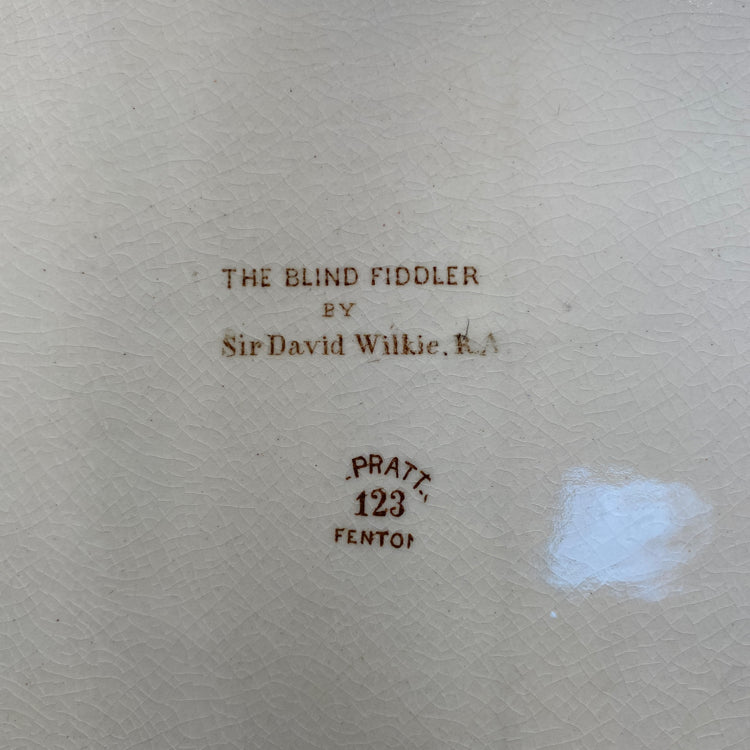 THE BLIND FIDDLER
BY
Sir David Wilkie, R.A.
PRATT
123
FENTON